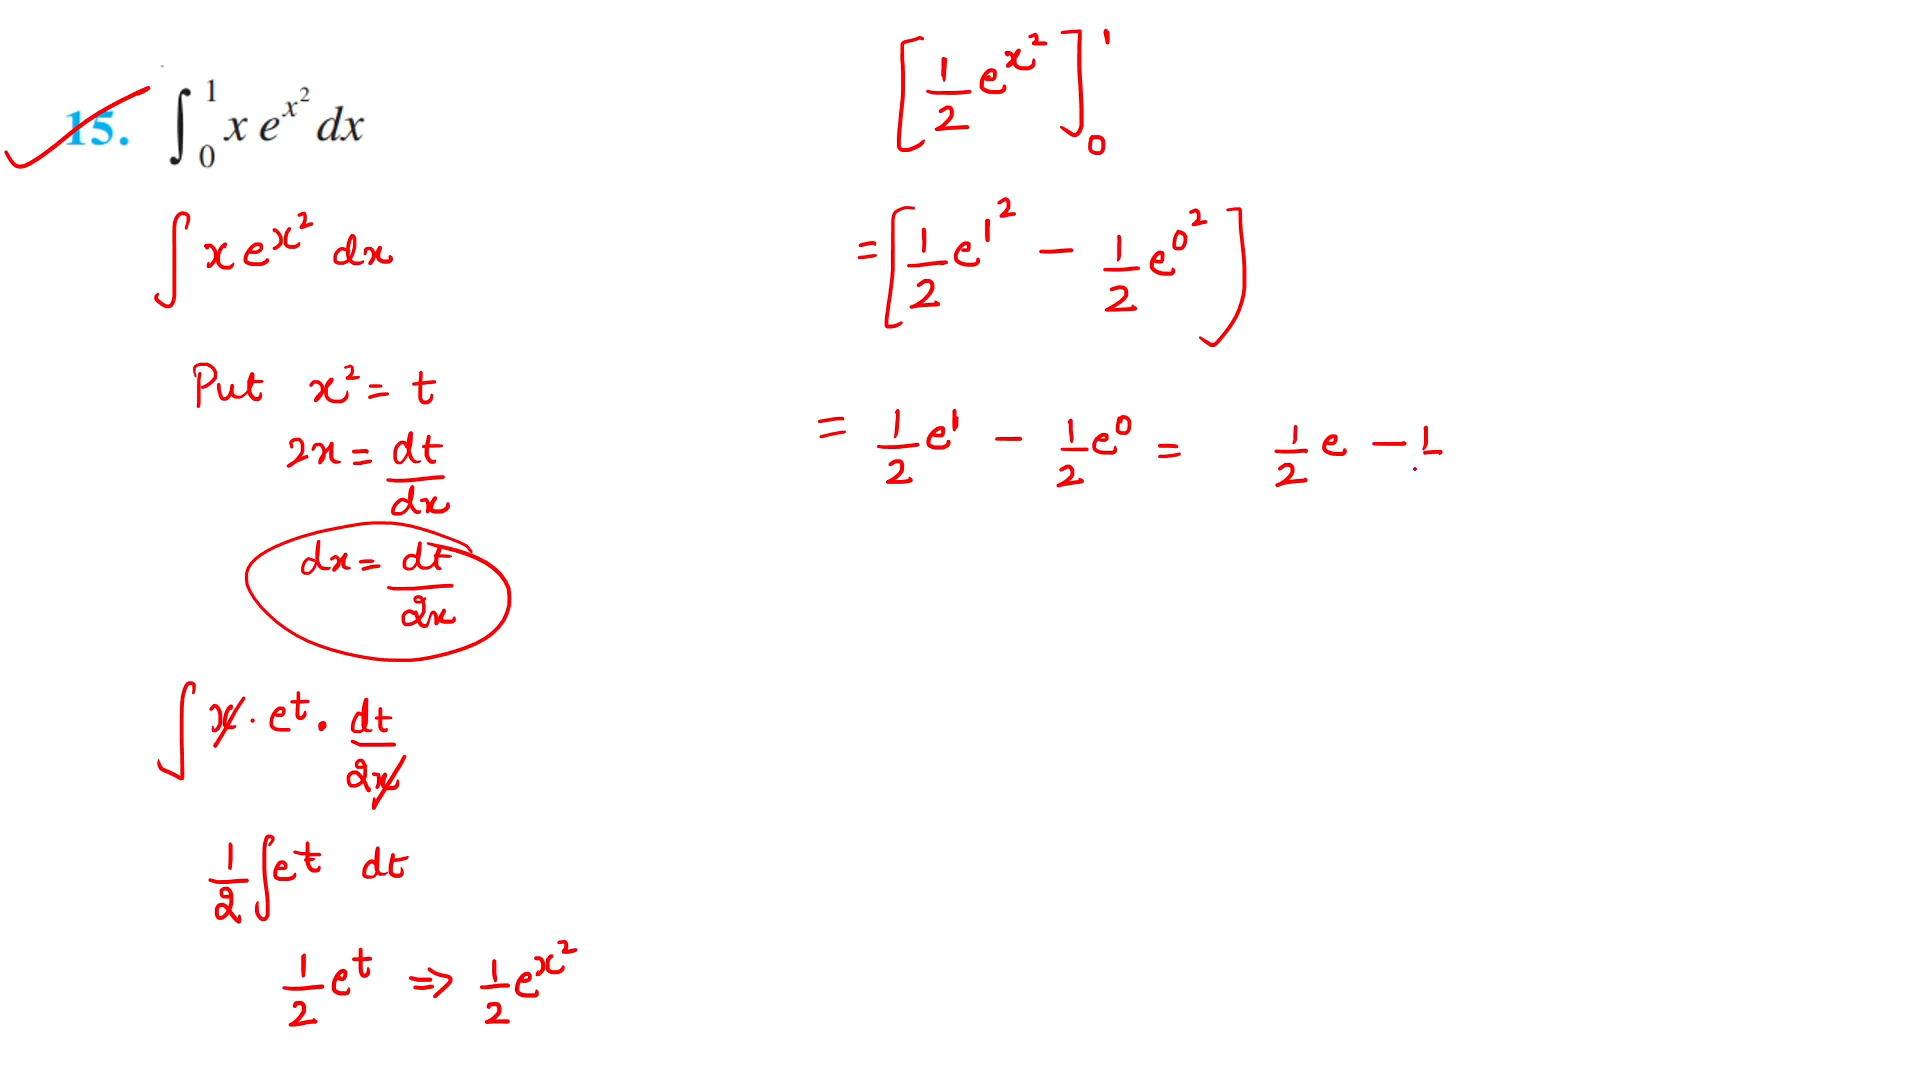 15. ∫₀¹ x e^{x²} dx
∫ x e^{x²} dx
Put x² = t
2x = dt/dx
dx = dt/2x
∫ x · e^t · dt/2x
1/2 ∫ e^t dt
1/2 e^t ⇒ 1/2 e^{x²}
[1/2 e^{x²}]₀¹
= [1/2 e^{1²} − 1/2 e^{0²}]
= 1/2 e^1 − 1/2 e^0 = 1/2 e − 1